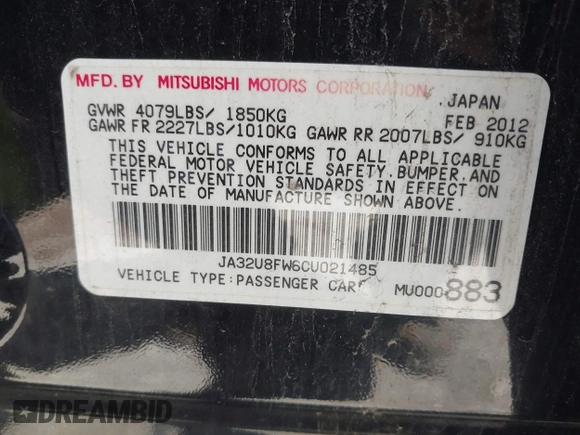 MFD. BY MITSUBISHI MOTORS CORPORATION, JAPAN
GVWR 4079LBS/ 1850KG FEB 2012
GAWR FR 2227LBS/1010KG GAWR RR 2007LBS/ 910KG
THIS VEHICLE CONFORMS TO ALL APPLICABLE
FEDERAL MOTOR VEHICLE SAFETY,BUMPER,AND
THEFT PREVENTION STANDARDS IN EFFECT ON
THE DATE OF MANUFACTURE SHOWN ABOVE.
JA32U8FW6CU021485
VEHICLE TYPE:PASSENGER CAR MU000-883
DREAMBID